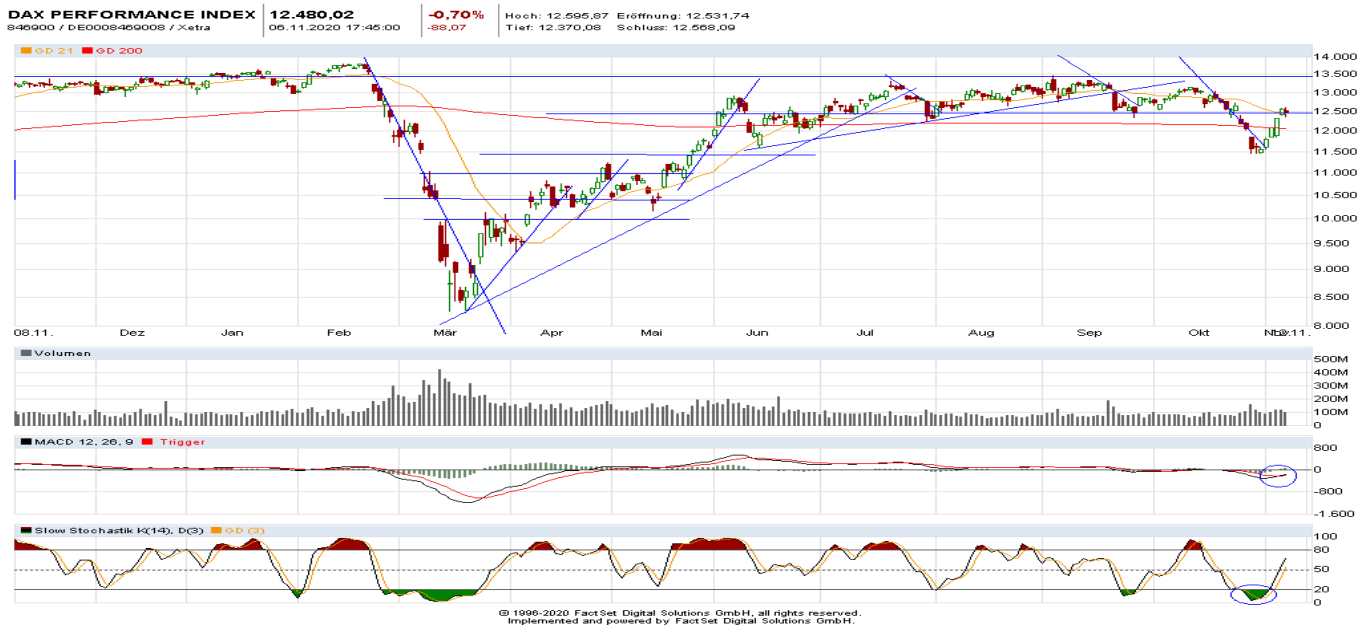 DAX PERFORMANCE INDEX 12.480,02 -0,70% Hoch: 12.595,87 Eröffnung: 12.531,74
846900 / DE0008469008 / Xetra 06.11.2020 17:45:00 -88,07 Tief: 12.370,08 Schluss: 12.568,09
GD 21 GD 200
14.000
13.500
13.000
12.500
12.000
11.500
11.000
10.500
10.000
9.500
9.000
8.500
8.000
08.11. Dez Jan Feb Mär Apr Mai Jun Jul Aug Sep Okt
Volumen
500M
400M
300M
200M
100M
0
MACD 12, 26, 9 Trigger
800
0
-800
-1.600
Slow Stochastik K(14), D(3) GD (3)
100
80
50
20
0
© 1996-2020 FactSet Digital Solutions GmbH, all rights reserved.
Implemented and powered by FactSet Digital Solutions GmbH.